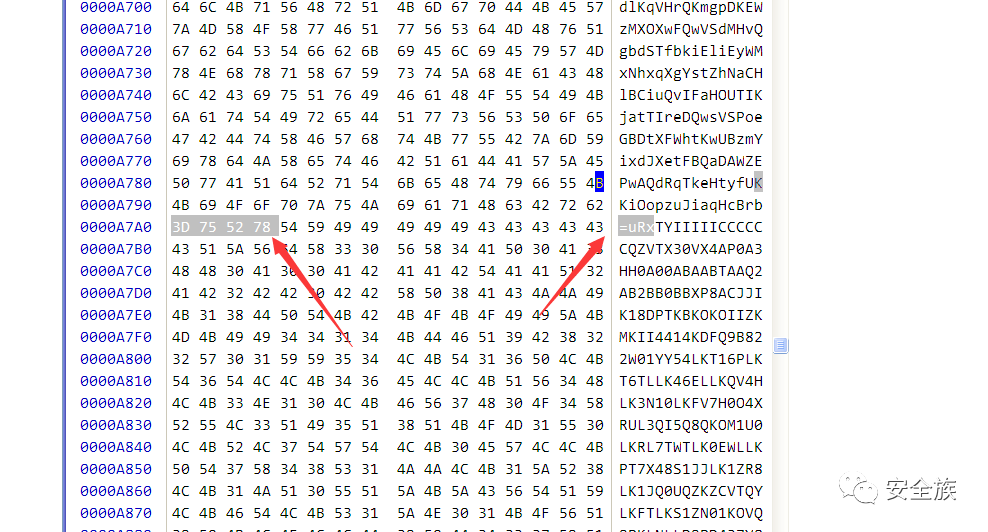 0000A700 64 6C 4B 71 56 48 72 51 4B 6D 67 70 44 4B 45 57 dlKqVHrQKmgpDKEW
0000A710 7A 4D 58 4F 58 77 46 51 77 56 53 64 4D 48 76 51 zMXOXwFQwVSdMHvQ
0000A720 67 62 64 53 54 66 62 6B 69 45 6C 69 45 79 57 4D gbdSTfbkiEliEyWM
0000A730 78 4E 68 78 71 58 67 59 73 74 5A 68 4E 61 43 48 xNhxqXgYstZhNaCH
0000A740 6C 42 43 69 75 51 76 49 46 61 48 4F 55 54 49 4B lBCiuQvIFaHOUTIK
0000A750 6A 61 74 54 49 72 65 44 51 77 73 56 53 50 6F 65 jatTIreDQwsVSPoe
0000A760 47 42 44 74 58 46 57 68 74 4B 77 55 42 7A 6D 59 GBDtXFWhtKwUBzmY
0000A770 69 78 64 4A 58 65 74 46 42 51 61 44 41 57 5A 45 ixdJXetFBQaDAWZE
0000A780 50 77 41 51 64 52 71 54 6B 65 48 74 79 66 55 4B PwAQdRqTkeHtyfUK
0000A790 4B 69 4F 6F 70 7A 75 4A 69 61 71 48 63 42 72 62 KiOopzuJiaqHcBrb
0000A7A0 3D 75 52 78 54 59 49 49 49 49 49 43 43 43 43 43 =uRxTYIIIIICCCCC
0000A7B0 43 51 5A 56 54 58 33 30 56 58 34 41 50 30 41 33 CQZVTX30VX4AP0A3
0000A7C0 48 48 30 41 30 30 41 42 41 41 42 54 41 41 51 32 HH0A00ABAABTAAQ2
0000A7D0 41 42 32 42 42 30 42 42 58 50 38 41 43 4A 4A 49 AB2BB0BBXP8ACJJI
0000A7E0 4B 31 38 44 50 54 4B 42 4B 4F 4B 4F 49 49 5A 4B K18DPTKBKOKOIIZK
0000A7F0 4D 4B 49 49 34 34 31 34 4B 44 46 51 39 42 38 32 MKII4414KDFQ9B82
0000A800 32 57 30 31 59 59 35 34 4C 4B 54 31 36 50 4C 4B 2W01YY54LKT16PLK
0000A810 54 36 54 4C 4C 4B 34 36 45 4C 4C 4B 51 56 34 48 T6TLLK46ELLKQV4H
0000A820 4C 4B 33 4E 31 30 4C 4B 46 56 37 48 30 4F 34 58 LK3N10LKFV7H0O4X
0000A830 52 55 4C 33 51 49 35 51 38 51 4B 4F 4D 31 55 30 RUL3QI5Q8QKOM1U0
0000A840 4C 4B 52 4C 37 54 57 54 4C 4B 30 45 57 4C 4C 4B LKRL7TWTLK0EWLLK
0000A850 50 54 37 58 34 38 53 31 4A 4A 4C 4B 31 5A 52 38 PT7X48S1JJLK1ZR8
0000A860 4C 4B 31 4A 51 30 55 51 5A 4B 5A 43 56 54 51 59 LK1JQ0UQZKZCVTQY
0000A870 4C 4B 46 54 4C 4B 53 31 5A 4E 30 31 4B 4F 56 51 LKFTLKS1ZN01KOVQ
安全族